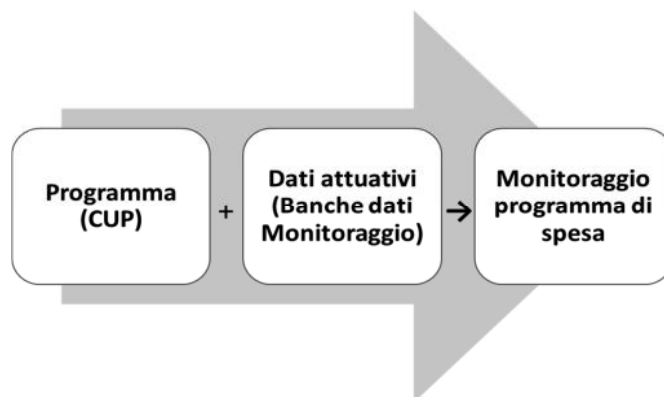 Programma
(CUP)
+
Dati attuativi
(Banche dati
Monitoraggio)
→
Monitoraggio
programma di
spesa